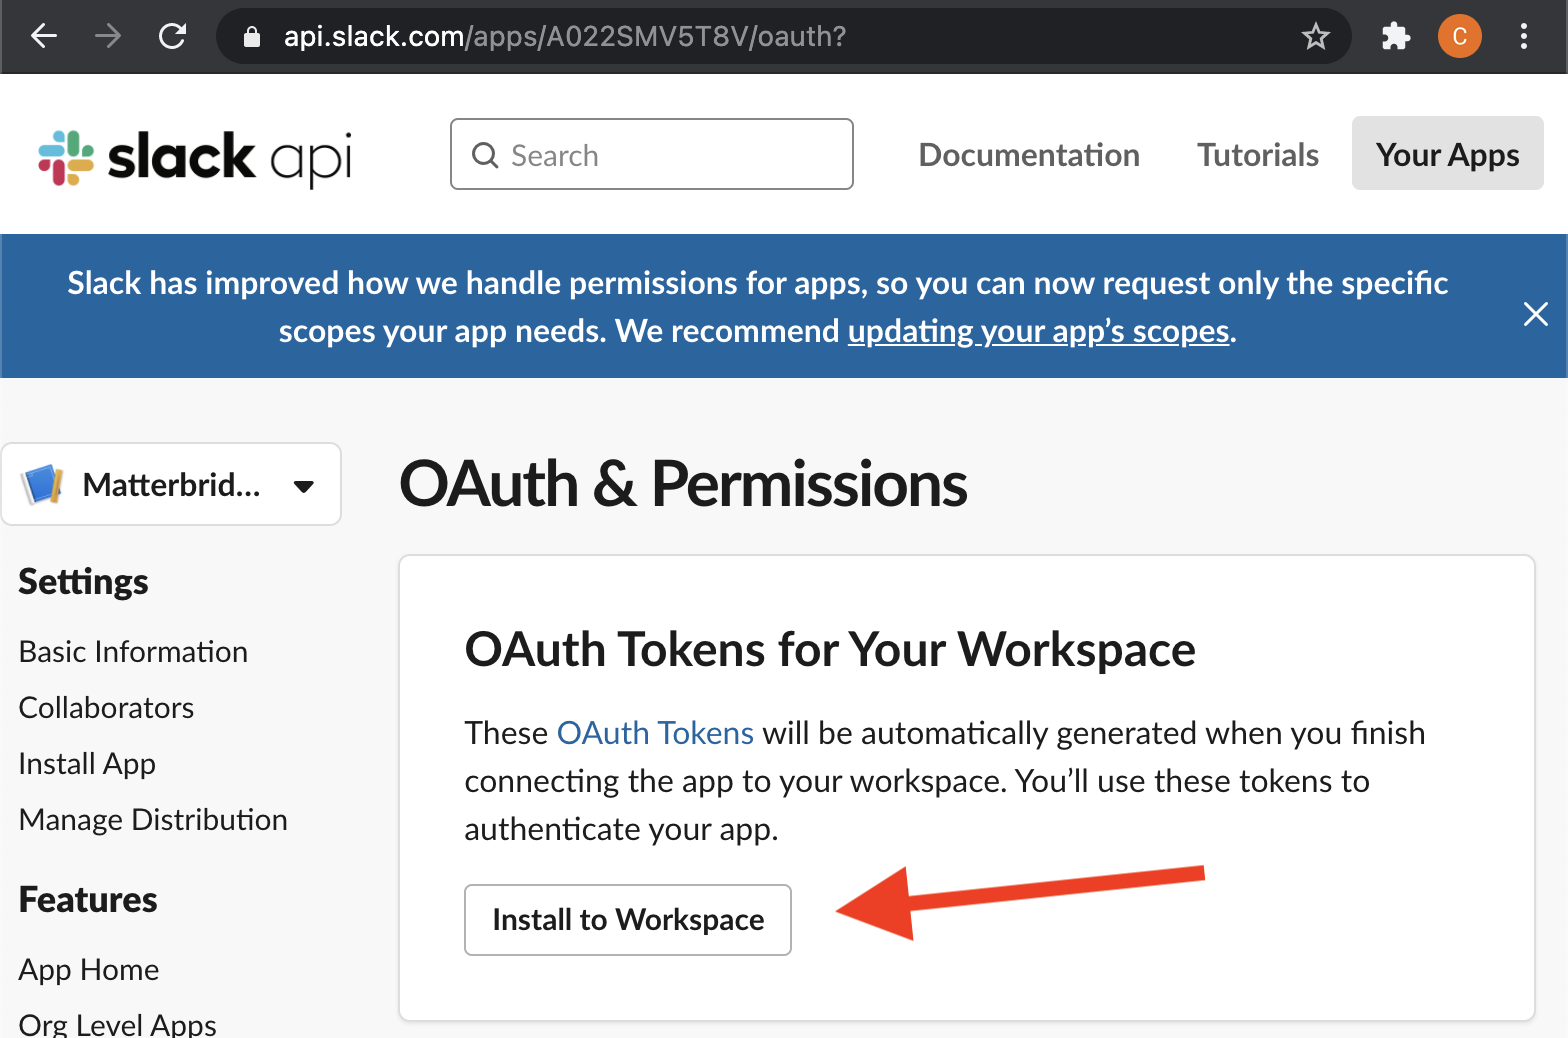 api.slack.com/apps/A022SMV5T8V/oauth?
C
slack api
Search
Documentation
Tutorials
Your Apps
Slack has improved how we handle permissions for apps, so you can now request only the specific
scopes your app needs. We recommend updating your app’s scopes.
Matterbrid...
OAuth & Permissions
Settings
Basic Information
Collaborators
Install App
Manage Distribution
Features
App Home
Org Level Apps
OAuth Tokens for Your Workspace
These OAuth Tokens will be automatically generated when you finish
connecting the app to your workspace. You’ll use these tokens to
authenticate your app.
Install to Workspace